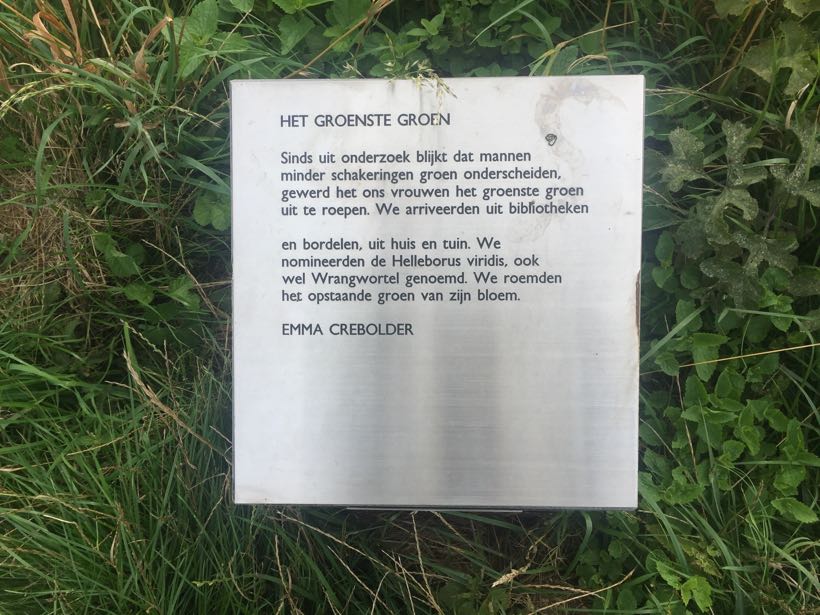 HET GROENSTE GROEN
Sinds uit onderzoek blijkt dat mannen
minder schakeringen groen onderscheiden,
gewerd het ons vrouwen het groenste groen
uit te roepen. We arriveerden uit bibliotheken
en bordelen, uit huis en tuin. We
nomineerden de Helleborus viridis, ook
wel Wrangwortel genoemd. We roemden
het opstaande groen van zijn bloem.
EMMA CREBOLDER